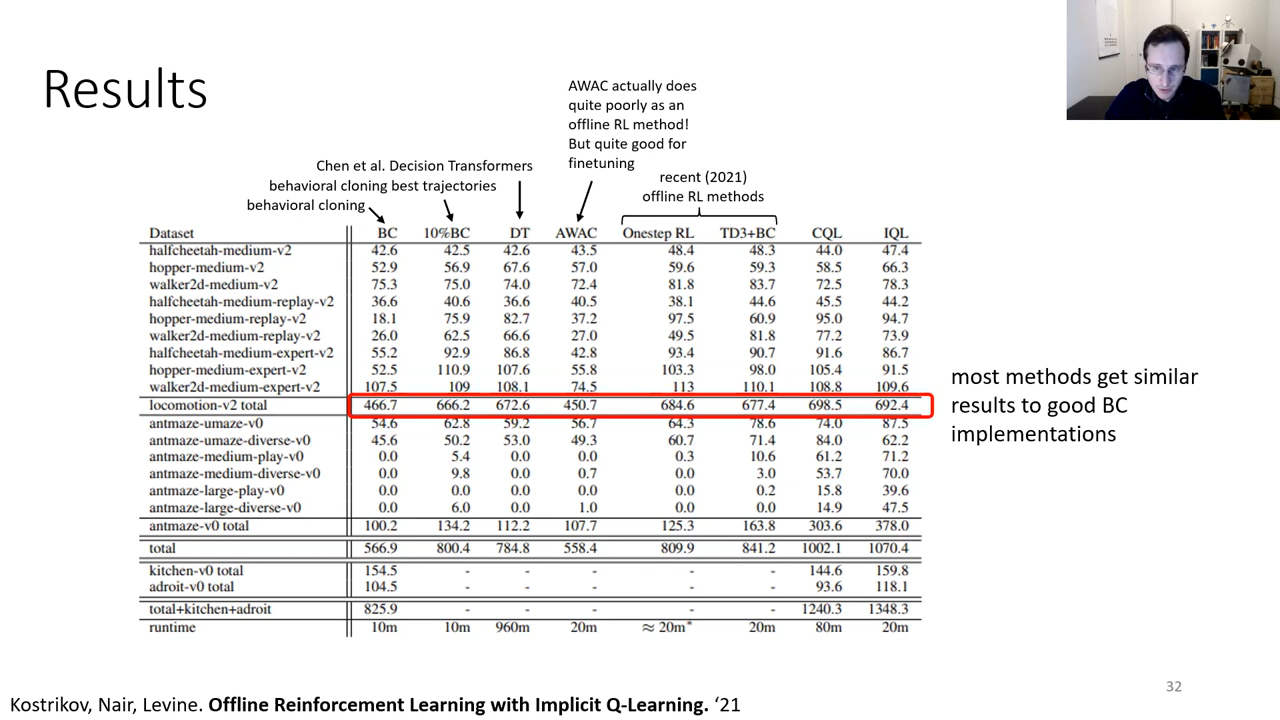 Results
AWAC actually does
quite poorly as an
offline RL method!
But quite good for
finetuning
Chen et al. Decision Transformers
behavioral cloning best trajectories
behavioral cloning
recent (2021)
offline RL methods
Dataset BC 10%BC DT AWAC Onestep RL TD3+BC CQL IQL
halfcheetah-medium-v2 42.6 42.5 42.6 43.5 48.4 48.3 44.0 47.4
hopper-medium-v2 52.9 56.9 67.6 57.0 59.6 59.3 58.5 66.3
walker2d-medium-v2 75.3 75.0 74.0 72.4 81.8 83.7 72.5 78.3
halfcheetah-medium-replay-v2 36.6 40.6 36.6 40.5 38.1 44.6 45.5 44.2
hopper-medium-replay-v2 18.1 75.9 82.7 37.2 97.5 60.9 95.0 94.7
walker2d-medium-replay-v2 26.0 62.5 66.6 27.0 49.5 81.8 77.2 73.9
halfcheetah-medium-expert-v2 55.2 92.9 86.8 42.8 93.4 90.7 91.6 86.7
hopper-medium-expert-v2 52.5 110.9 107.6 55.8 103.3 98.0 105.4 91.5
walker2d-medium-expert-v2 107.5 109 108.1 74.5 113 110.1 108.8 109.6
locomotion-v2 total 466.7 666.2 672.6 450.7 684.6 677.4 698.5 692.4
antmaze-umaze-v0 54.6 62.8 59.2 56.7 64.3 78.6 74.0 87.5
antmaze-umaze-diverse-v0 45.6 50.2 53.0 49.3 60.7 71.4 84.0 62.2
antmaze-medium-play-v0 0.0 5.4 0.0 0.0 0.3 10.6 61.2 71.2
antmaze-medium-diverse-v0 0.0 9.8 0.0 0.7 0.0 3.0 53.7 70.0
antmaze-large-play-v0 0.0 0.0 0.0 0.0 0.0 0.2 15.8 39.6
antmaze-large-diverse-v0 0.0 6.0 0.0 1.0 0.0 0.0 14.9 47.5
antmaze-v0 total 100.2 134.2 112.2 107.7 125.3 163.8 303.6 378.0
total 566.9 800.4 784.8 558.4 809.9 841.2 1002.1 1070.4
kitchen-v0 total 154.5 - - - - - 144.6 159.8
adroit-v0 total 104.5 - - - - - 93.6 118.1
total+kitchen+adroit 825.9 - - - - - 1240.3 1348.3
runtime 10m 10m 960m 20m ≈ 20m* 20m 80m 20m
most methods get similar
results to good BC
implementations
32
Kostrikov, Nair, Levine. Offline Reinforcement Learning with Implicit Q-Learning. ‘21